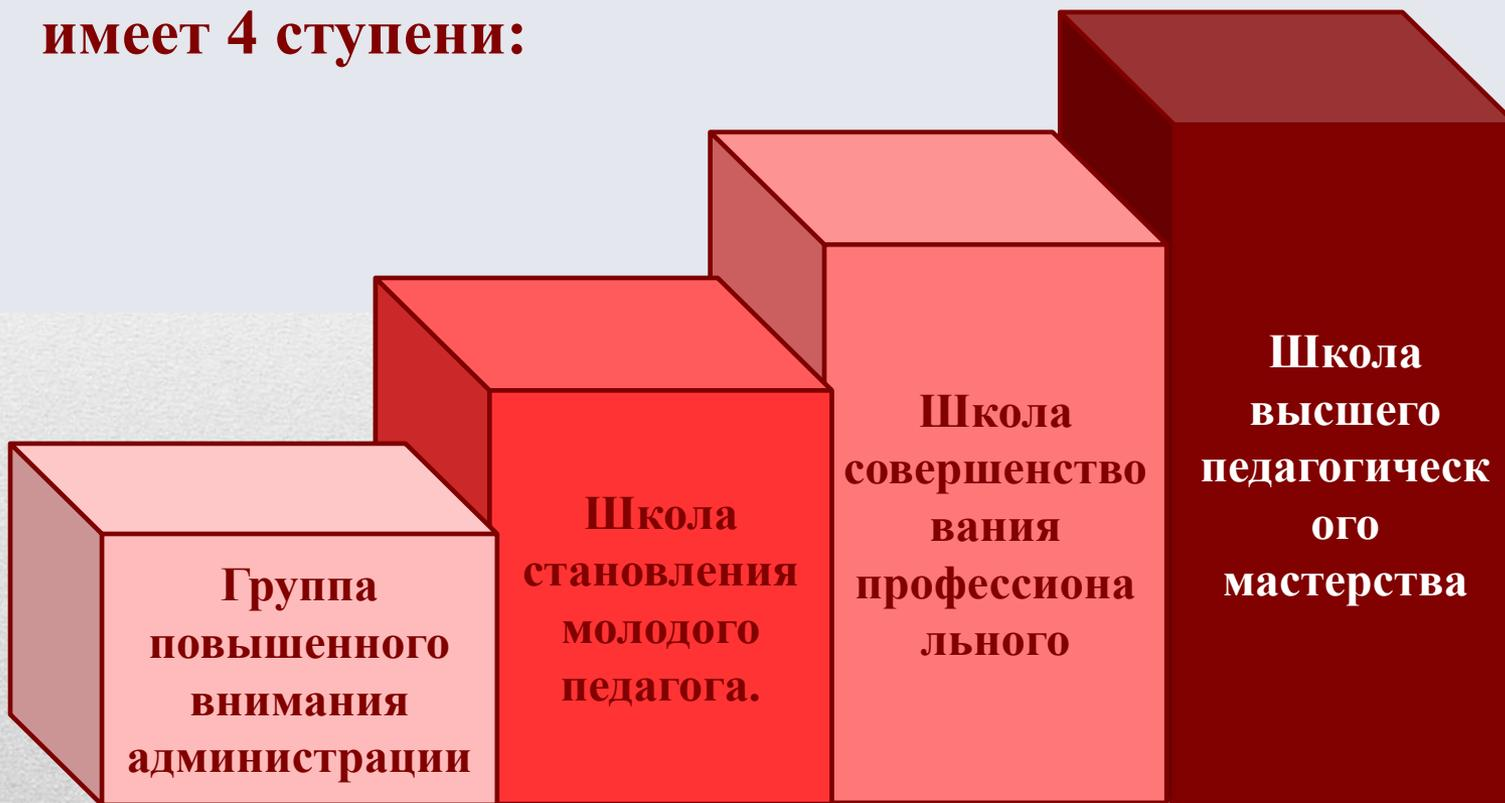 имеет 4 ступени:
Группа
повышенного
внимания
администрации
Школа
становления
молодого
педагога.
Школа
совершенство
вания
профессиона
льного
Школа
высшего
педагогическ
ого
мастерства